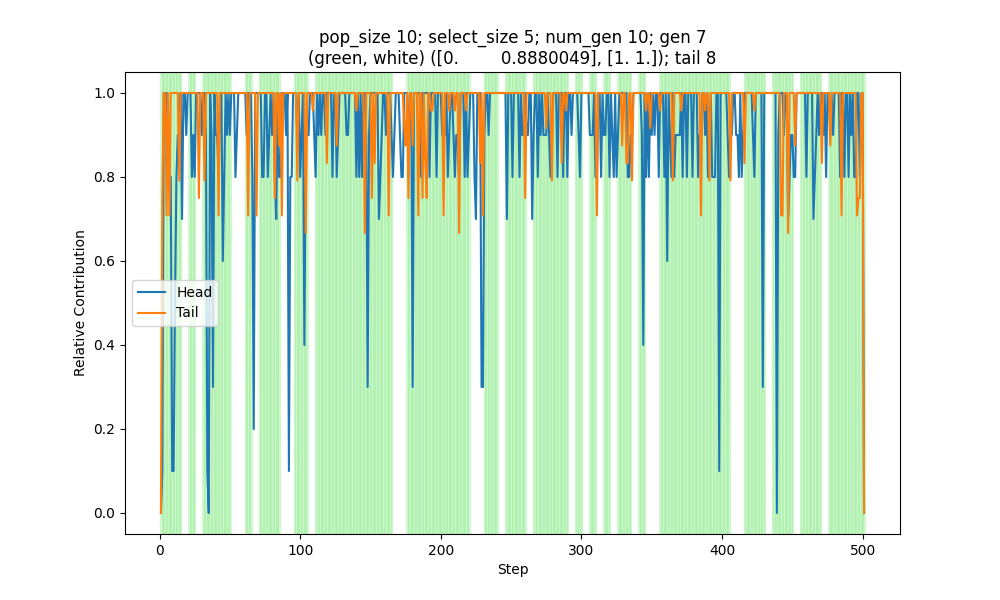 pop_size 10; select_size 5; num_gen 10; gen 7
(green, white) ([0.        0.8880049], [1. 1.]); tail 8
1.0
0.8
0.6
0.4
0.2
0.0
Relative Contribution
Head
Tail
0 100 200 300 400 500
Step